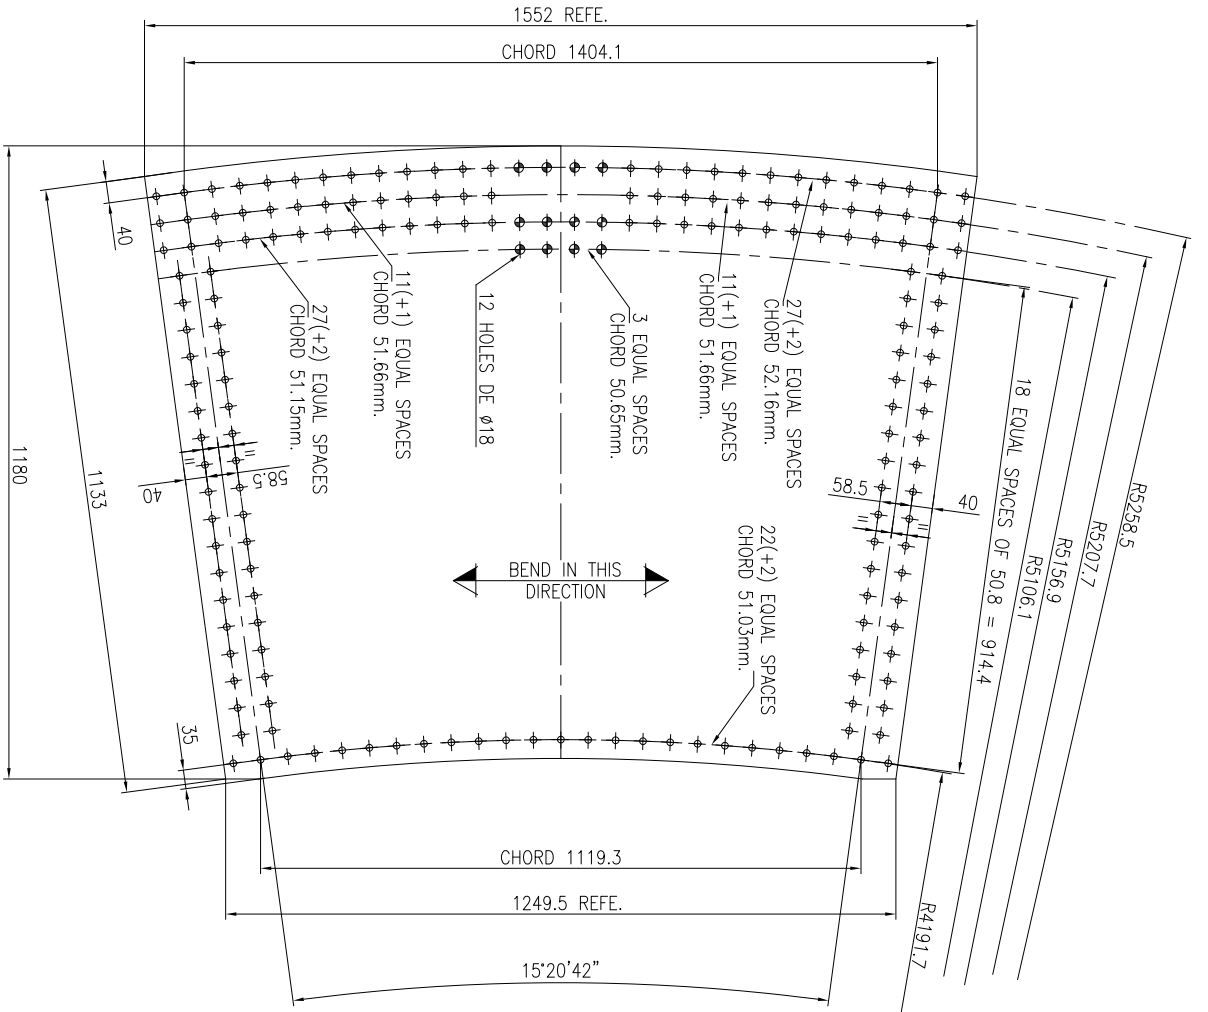 1552 REFE.
CHORD 1404.1
40
1180
1133
11(+1) EQUAL SPACES
CHORD 51.66mm.
27(+2) EQUAL SPACES
CHORD 51.15mm.
12 HOLES DE ø18
3 EQUAL SPACES
CHORD 50.65mm.
11(+1) EQUAL SPACES
CHORD 51.66mm.
27(+2) EQUAL SPACES
CHORD 52.16mm.
18 EQUAL SPACES OF 50.8 = 914.4
R5258.5
R5207.7
R5156.9
R5106.1
=
=
58.5
40
58.5
40
=
=
BEND IN THIS
DIRECTION
22(+2) EQUAL SPACES
CHORD 51.03mm.
35
CHORD 1119.3
1249.5 REFE.
R4191.7
15°20'42"